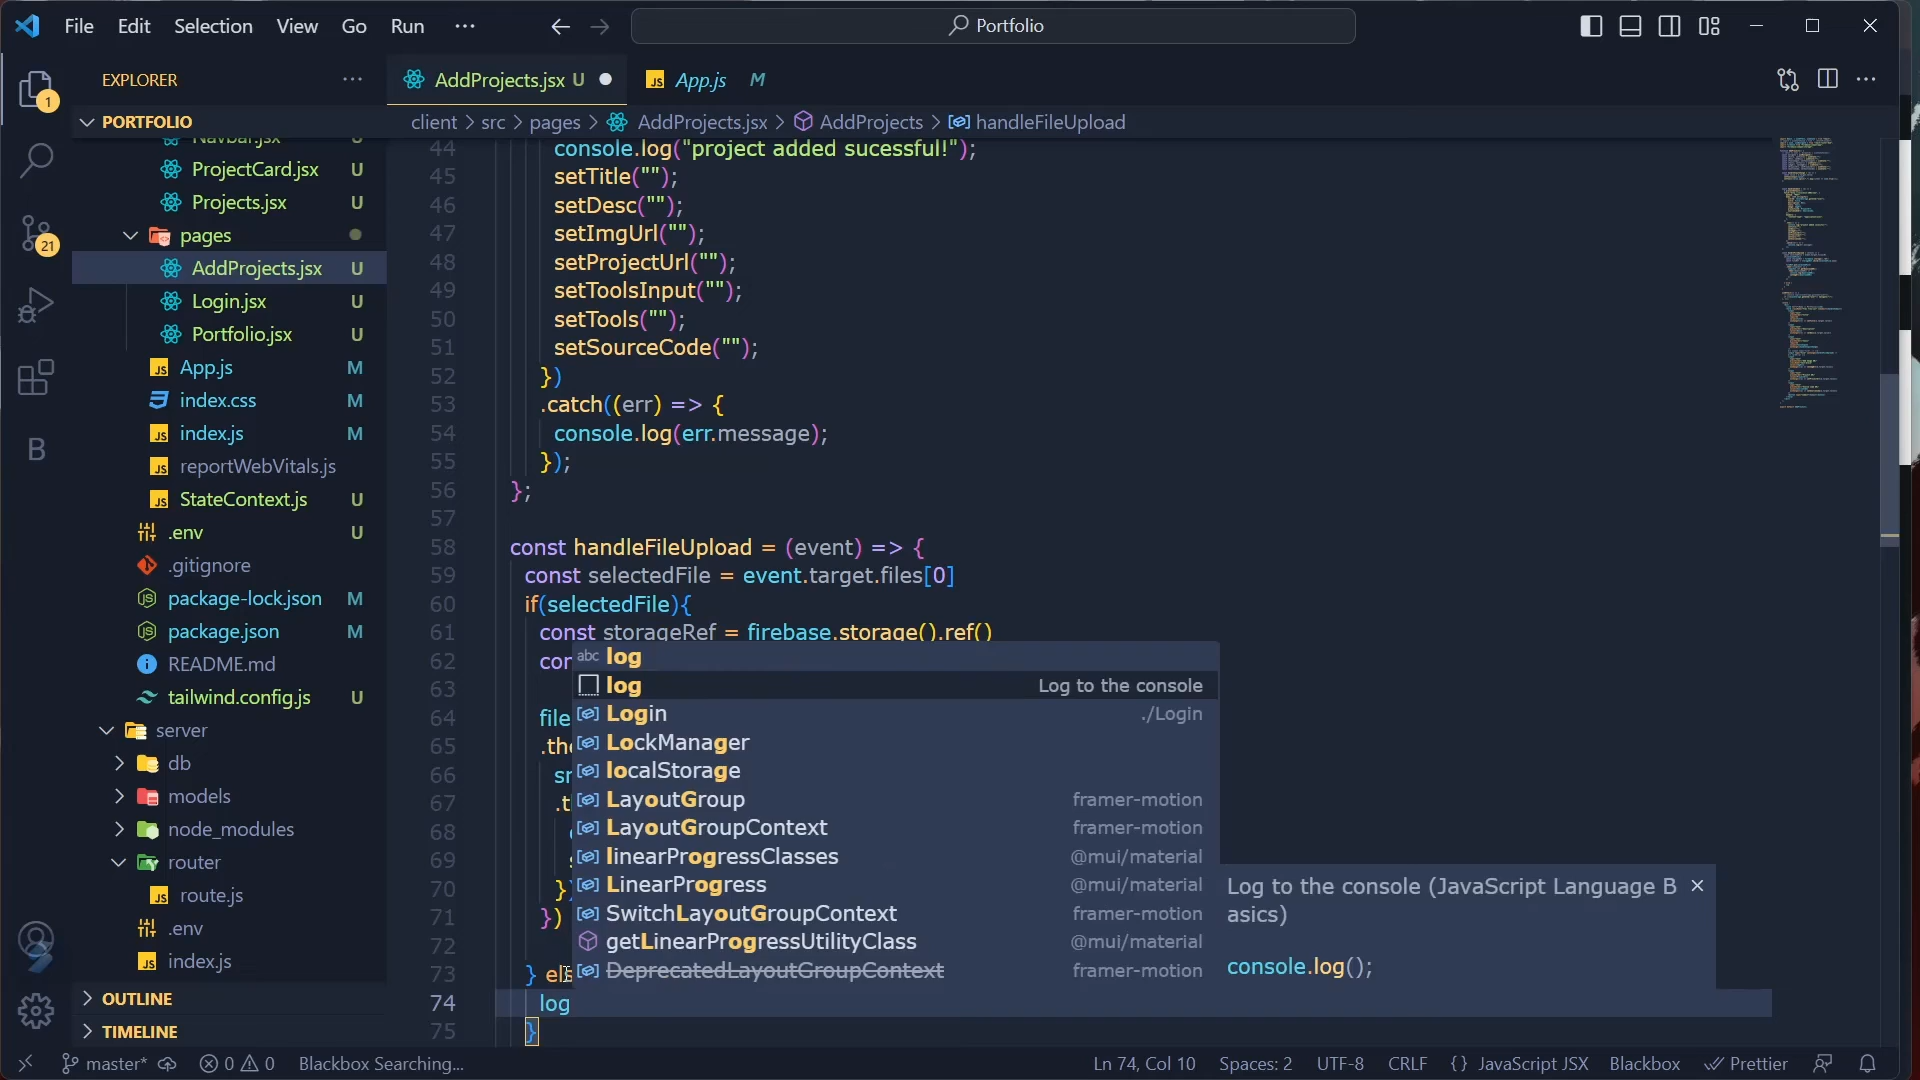 File Edit Selection View Go Run ···
Portfolio
EXPLORER
PORTFOLIO
Navbar.jsx U
ProjectCard.jsx U
Projects.jsx U
pages
AddProjects.jsx U
Login.jsx U
Portfolio.jsx U
App.js M
index.css M
index.js M
reportWebVitals.js
StateContext.js U
.env U
.gitignore
package-lock.json M
package.json M
README.md
tailwind.config.js U
server
db
models
node_modules
router
route.js
.env
index.js
OUTLINE
TIMELINE
1
21
B
AddProjects.jsx U
App.js M
client > src > pages > AddProjects.jsx > AddProjects > handleFileUpload
44 console.log("project added sucessful!");
45 setTitle("");
46 setDesc("");
47 setImgUrl("");
48 setProjectUrl("");
49 setToolsInput("");
50 setTools("");
51 setSourceCode("");
52 })
53 .catch((err) => {
54 console.log(err.message);
55 });
56 };
57
58 const handleFileUpload = (event) => {
59 const selectedFile = event.target.files[0]
60 if(selectedFile){
61 const storageRef = firebase.storage().ref()
62 con
63
64 file
65 .the
66 sn
67 .t
68
69 s
70 })
71 })
72
73 } els
74 log
75 }
abc log
log Log to the console
Login ./Login
LockManager
localStorage
LayoutGroup framer-motion
LayoutGroupContext framer-motion
linearProgressClasses @mui/material
LinearProgress @mui/material
SwitchLayoutGroupContext framer-motion
getLinearProgressUtilityClass @mui/material
DeprecatedLayoutGroupContext framer-motion
Log to the console (JavaScript Language B
asics)
console.log();
master* 0 0 Blackbox Searching... Ln 74, Col 10 Spaces: 2 UTF-8 CRLF {} JavaScript JSX Blackbox Prettier